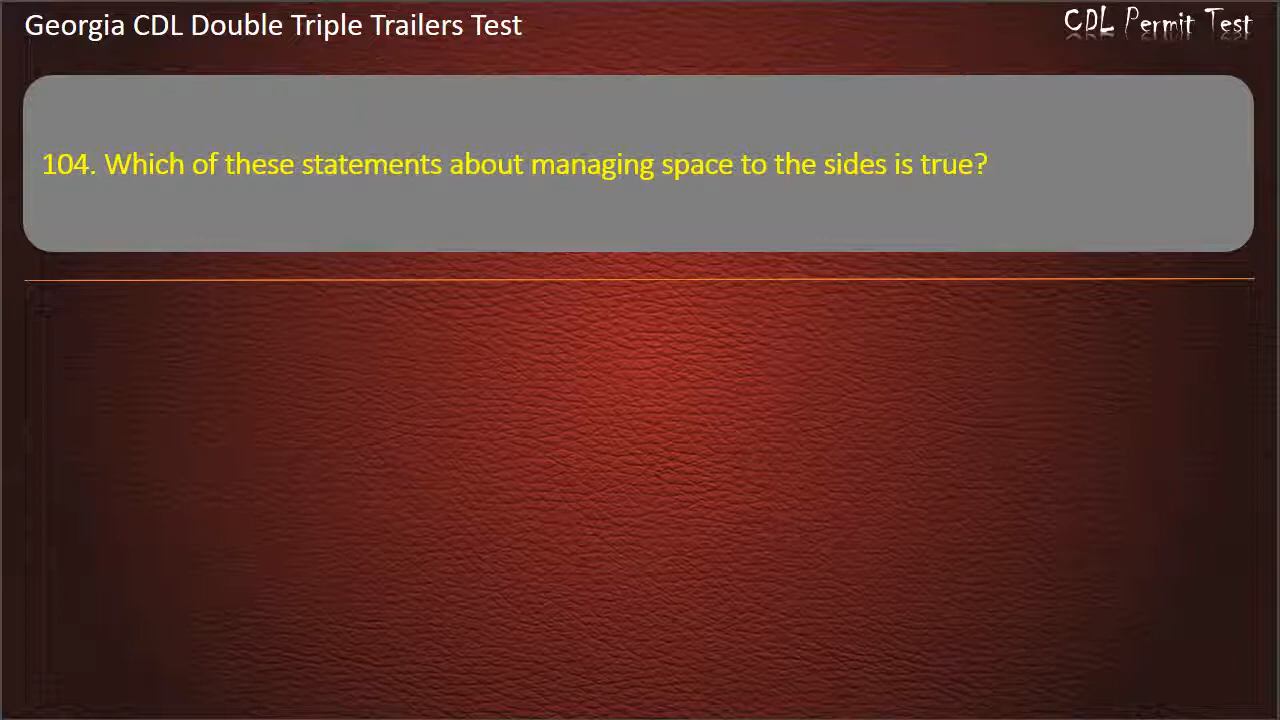 Georgia CDL Double Triple Trailers Test
CDL Permit Test
104. Which of these statements about managing space to the sides is true?